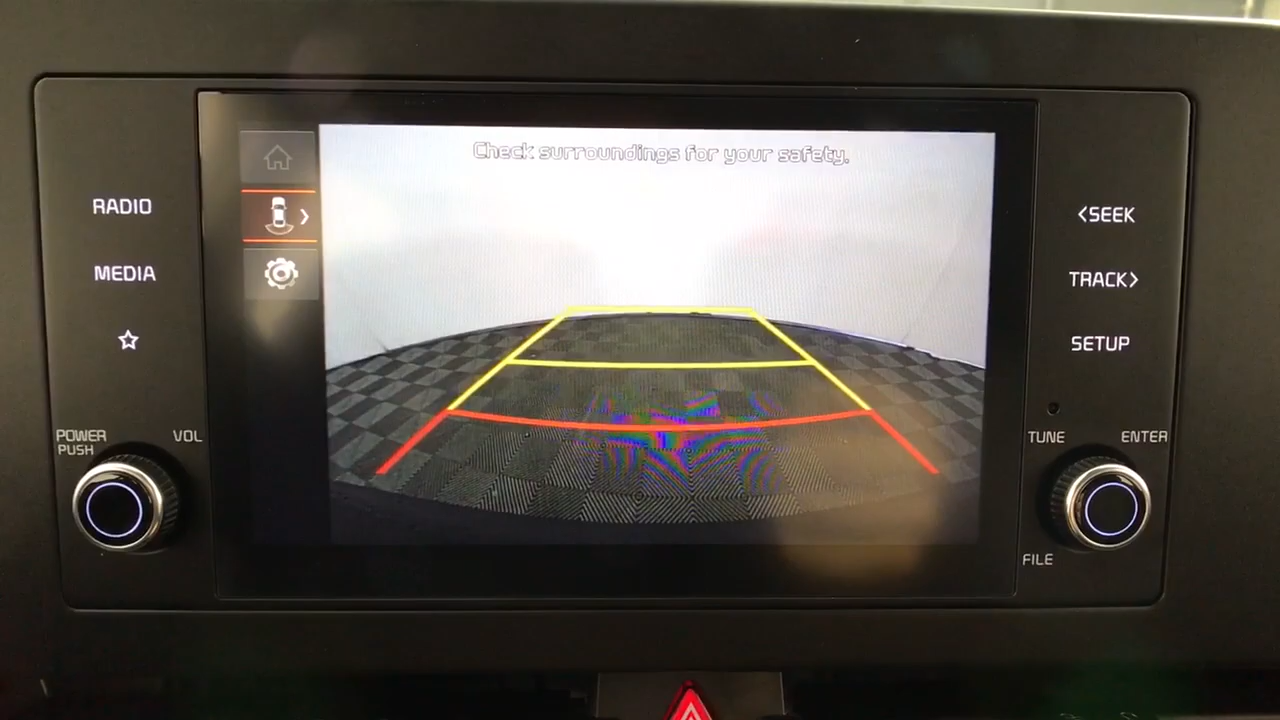 Check surroundings for your safety.
RADIO
MEDIA
POWER
PUSH
VOL
<SEEK
TRACK>
SETUP
TUNE
ENTER
FILE